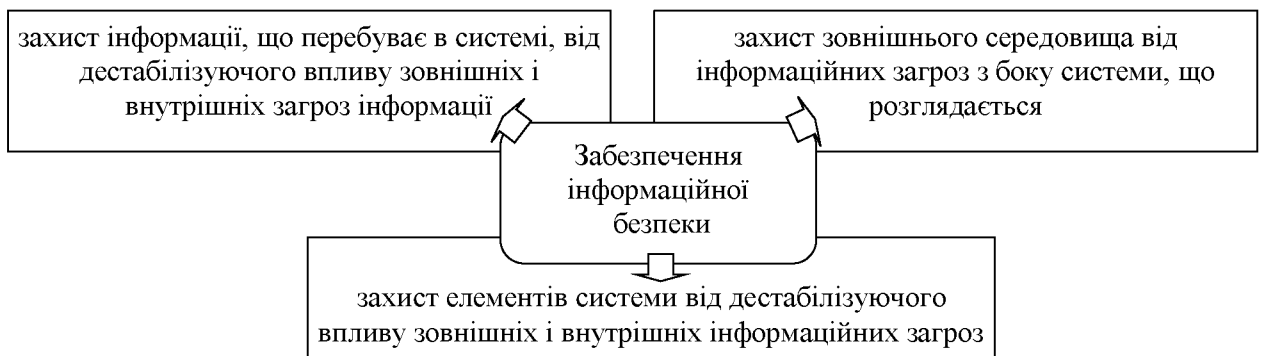 захист інформації, що перебуває в системі, від
дестабілізуючого впливу зовнішніх і
внутрішніх загроз інформації
захист зовнішнього середовища від
інформаційних загроз з боку системи, що
розглядається
Забезпечення
інформаційної
безпеки
захист елементів системи від дестабілізуючого
впливу зовнішніх і внутрішніх інформаційних загроз